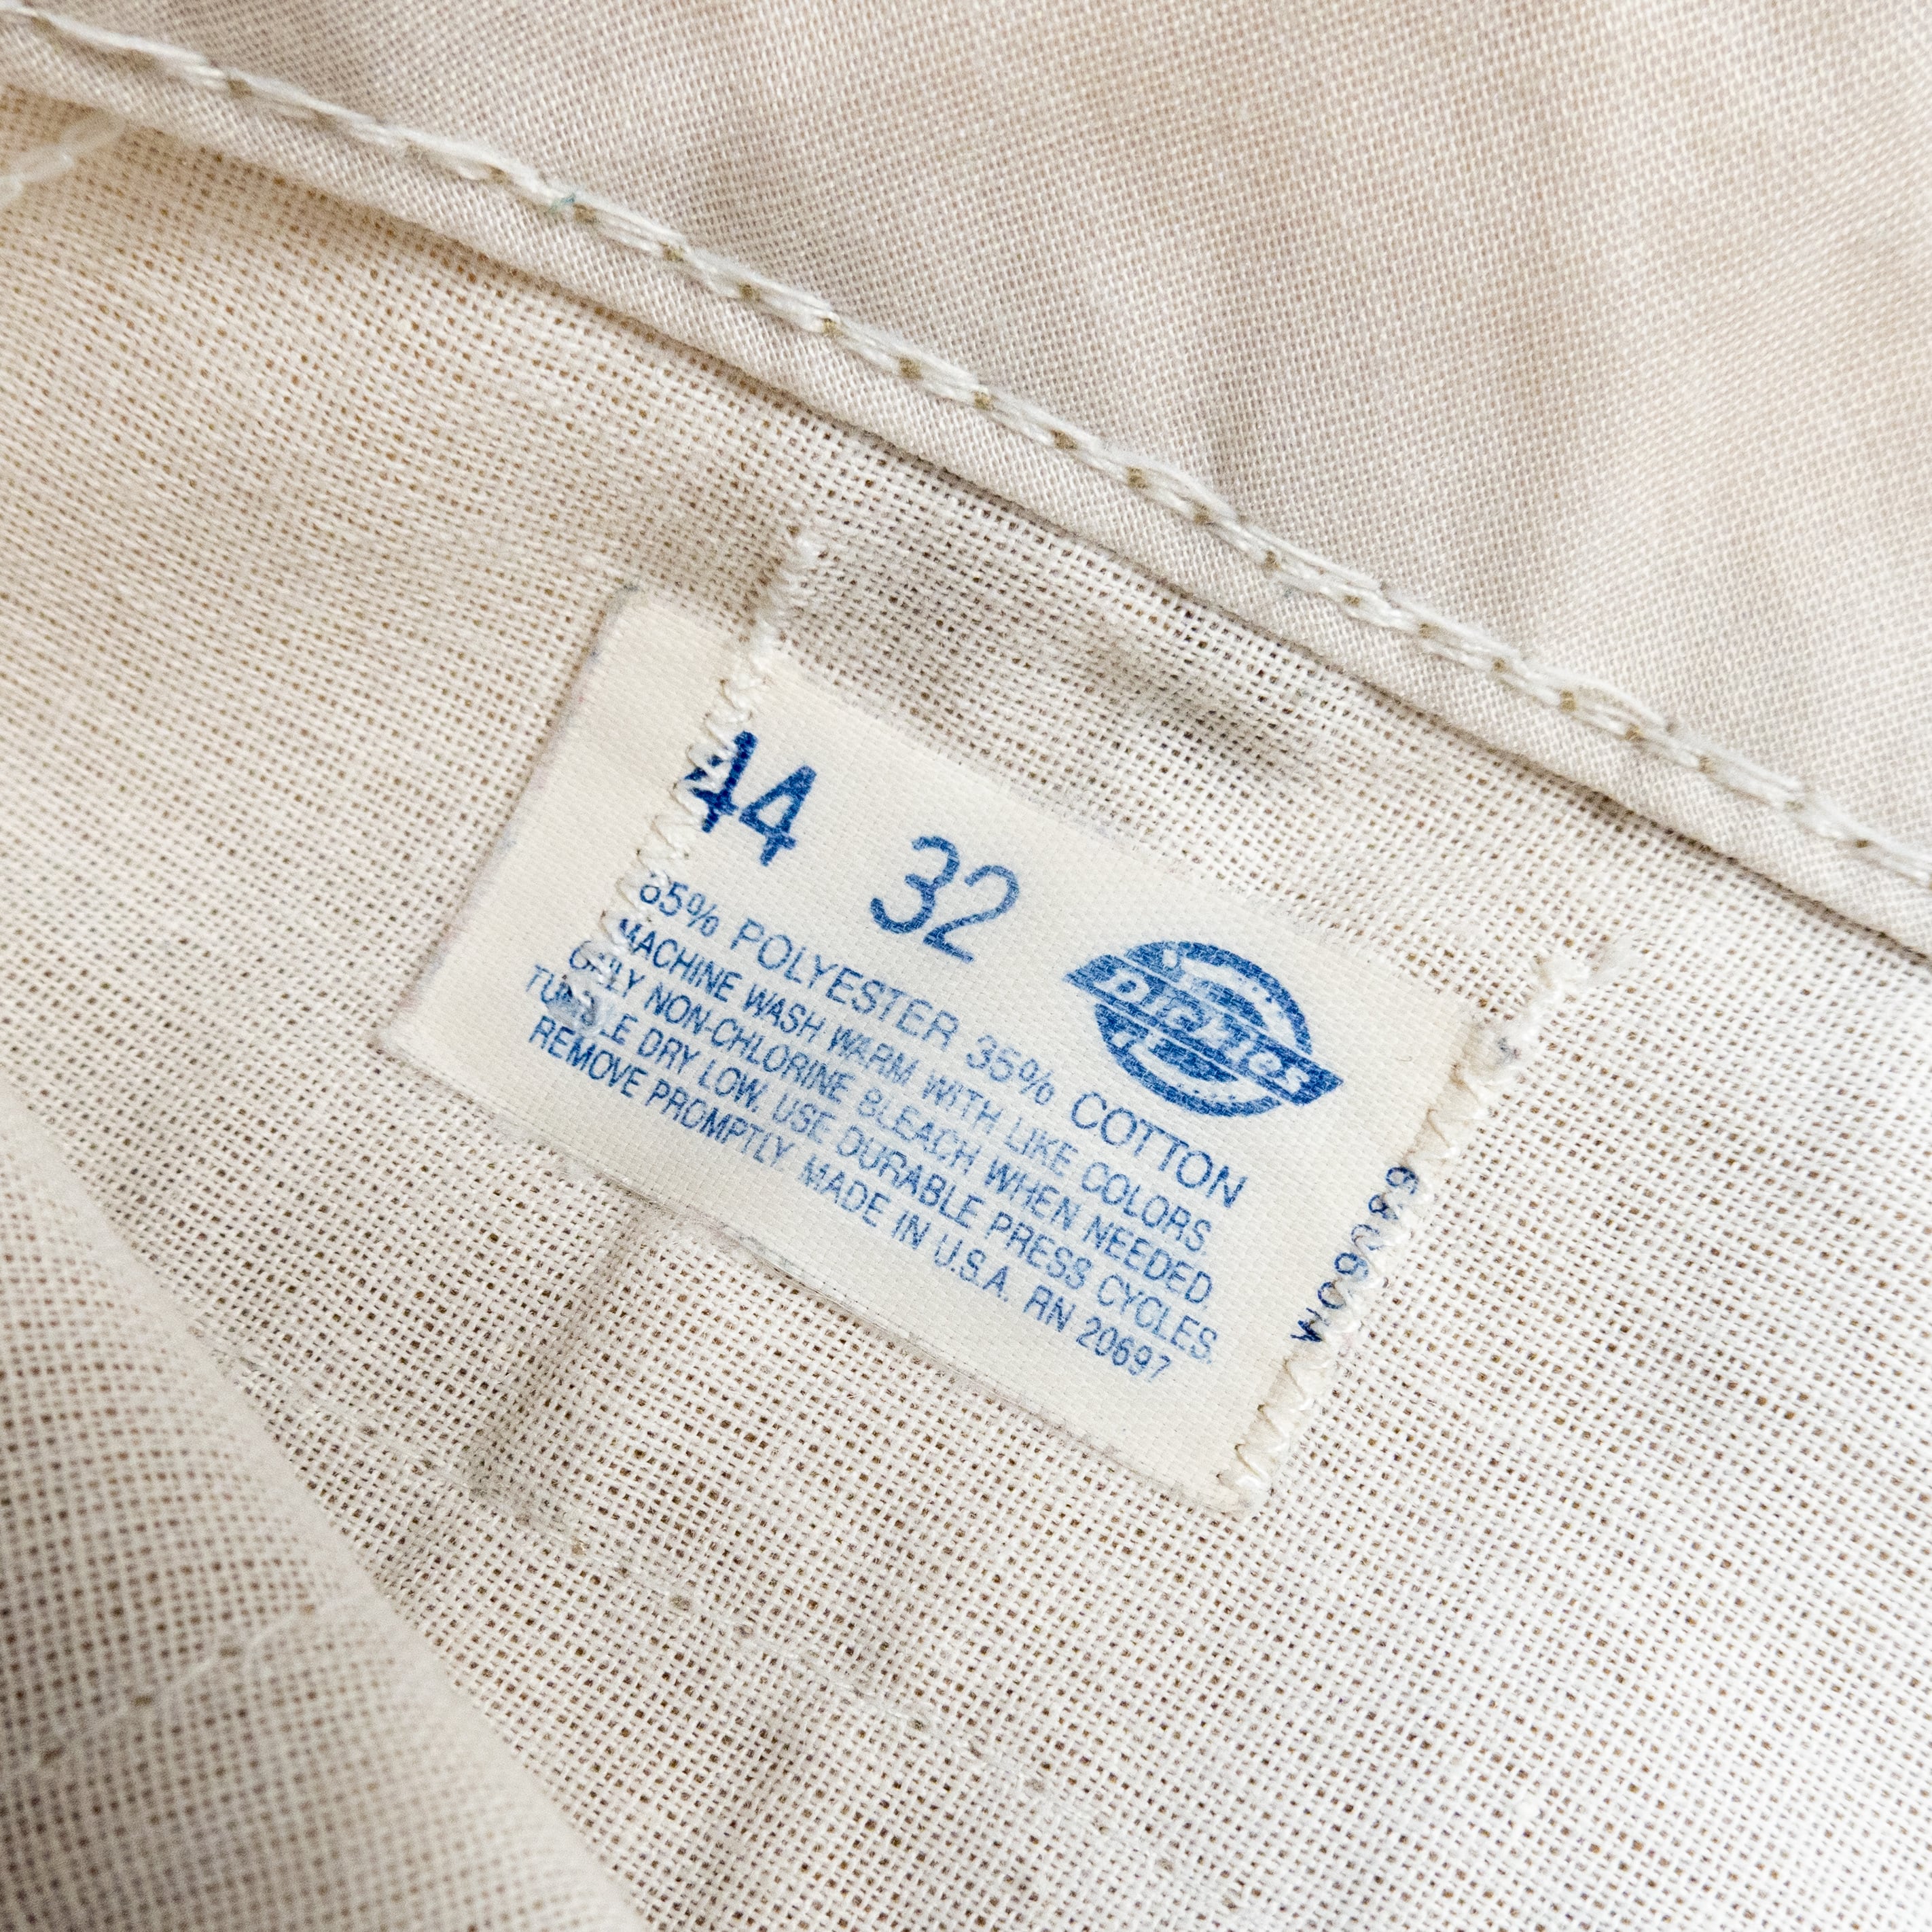 44 32
Dickies
65% POLYESTER 35% COTTON
MACHINE WASH WARM WITH LIKE COLORS.
ONLY NON-CHLORINE BLEACH WHEN NEEDED.
TUMBLE DRY LOW. USE DURABLE PRESS CYCLES.
REMOVE PROMPTLY. MADE IN U.S.A. RN 20697